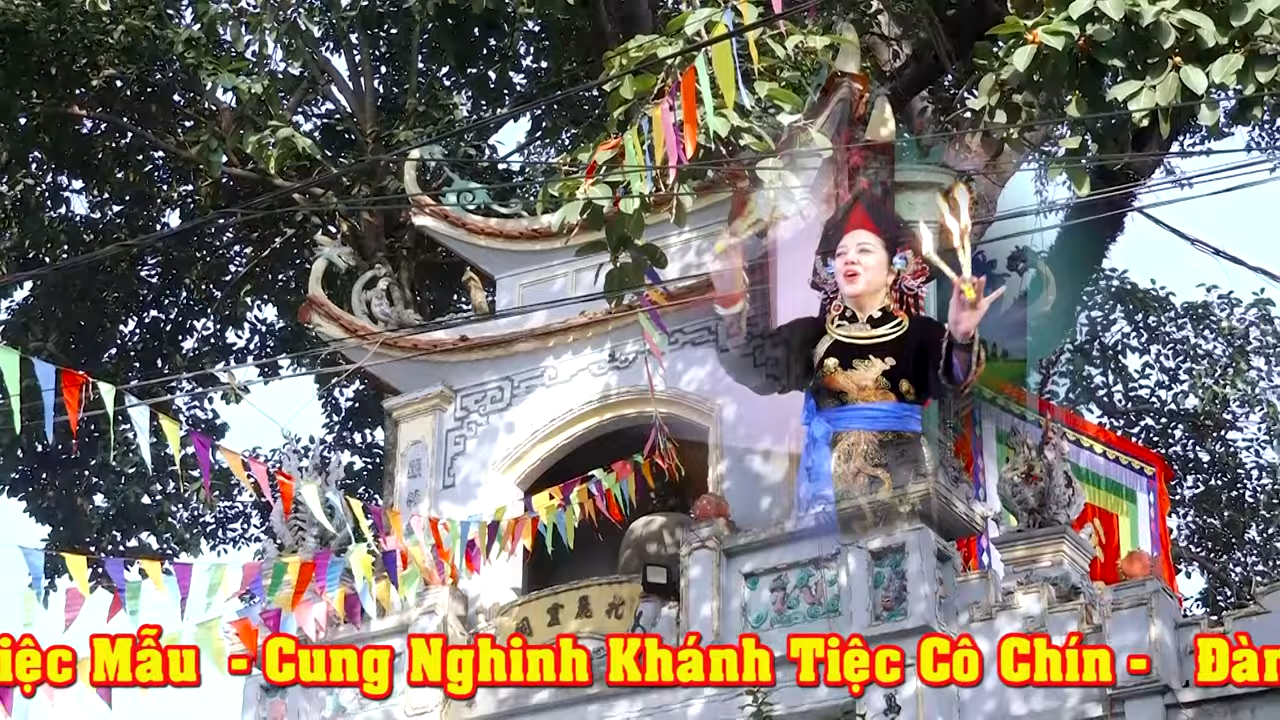 iệc Mẫu - Cung Nghinh Khánh Tiệc Cô Chín - Đàn